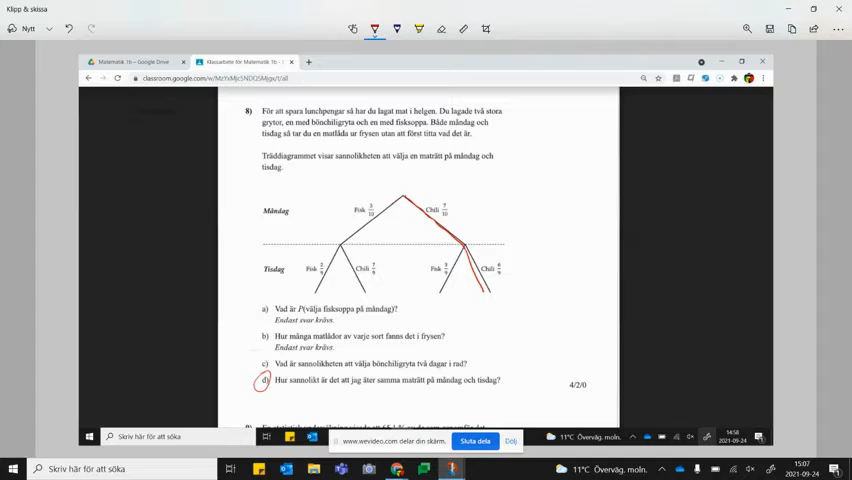 Klipp & skissa
Nytt
Matematik 1b – Google Drive
classroom.google.com
8) För att spara lunchpengar så har du lagat mat i helgen. Du lagade två stora
grytor, en med bönchiligryta och en med fisksoppa. Både måndag och
tisdag så tar du en matlåda ur frysen utan att först titta vad det är.
Träddiagrammet visar sannolikheten att välja en maträtt på måndag och
tisdag.
Måndag Fisk 3/10 Chili 7/10
Tisdag Fisk 2/9 Chili 7/9 Fisk 3/9 Chili 6/9
a) Vad är P(välja fisksoppa på måndag)?
Endast svar krävs.
b) Hur många matlådor av varje sort fanns det i frysen?
Endast svar krävs.
c) Vad är sannolikheten att välja bönchiligryta två dagar i rad?
d) Hur sannolikt är det att jag äter samma maträtt på måndag och tisdag?
4/2/0
Skriv här för att söka
www.wevideo.com delar din skärm.
Sluta dela
Dölj
11°C Överväg. moln.
14:58
2021-09-24
Skriv här för att söka
11°C Överväg. moln.
15:07
2021-09-24